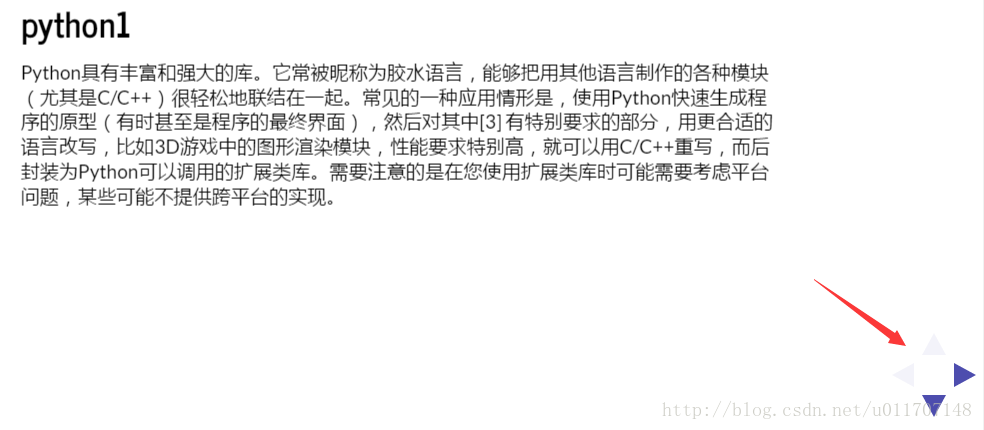 python1
Python具有丰富和强大的库。它常被昵称为胶水语言，能够把用其他语言制作的各种模块
（尤其是C/C++）很轻松地联结在一起。常见的一种应用情形是，使用Python快速生成程
序的原型（有时甚至是程序的最终界面），然后对其中[3] 有特别要求的部分，用更合适的
语言改写，比如3D游戏中的图形渲染模块，性能要求特别高，就可以用C/C++重写，而后
封装为Python可以调用的扩展类库。需要注意的是在您使用扩展类库时可能需要考虑平台
问题，某些可能不提供跨平台的实现。
http://blog.csdn.net/u011707148